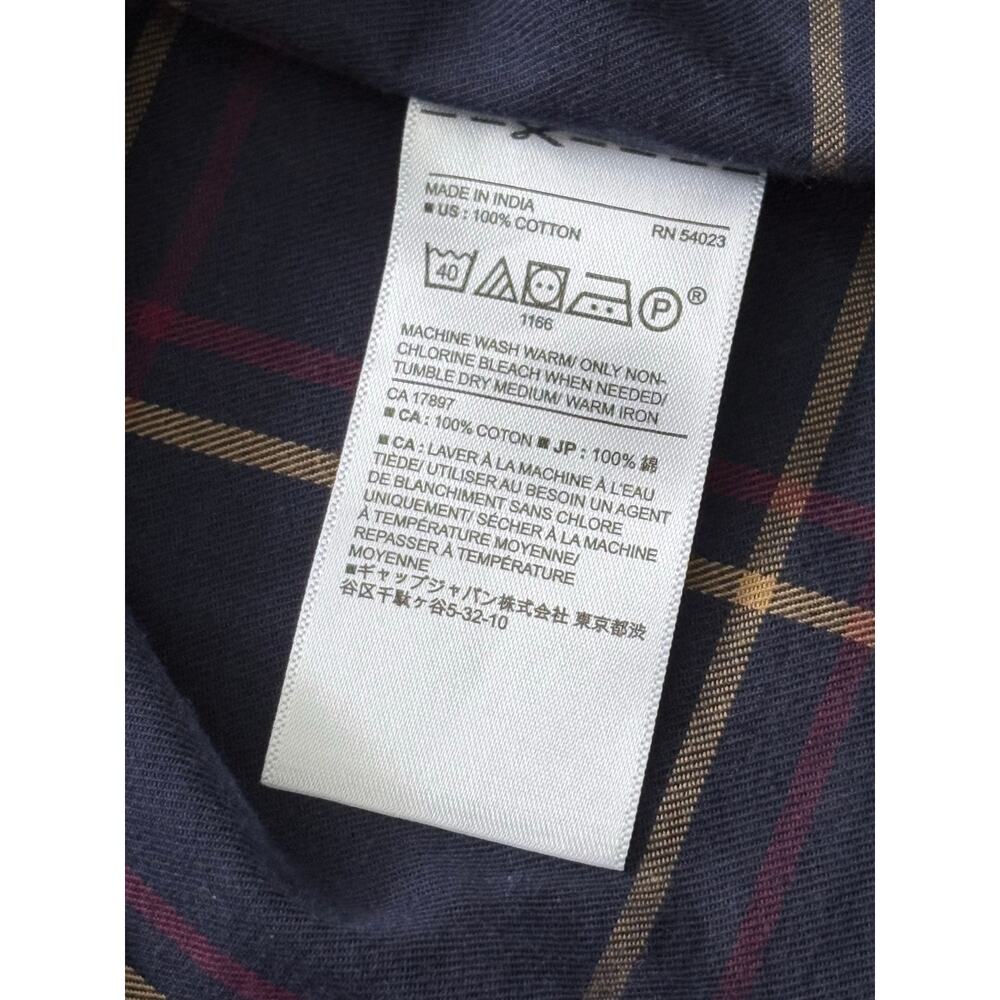 MADE IN INDIA
■ US : 100% COTTON RN 54023
40 P ®
1166
MACHINE WASH WARM/ ONLY NON-
CHLORINE BLEACH WHEN NEEDED/
TUMBLE DRY MEDIUM/ WARM IRON
CA 17897
■ CA : 100% COTON ■ JP : 100% 綿
■ CA : LAVER À LA MACHINE À L'EAU
TIÈDE/ UTILISER AU BESOIN UN AGENT
DE BLANCHIMENT SANS CHLORE
UNIQUEMENT/ SÉCHER À LA MACHINE
À TEMPÉRATURE MOYENNE/
REPASSER À TEMPÉRATURE
MOYENNE
■ギャップジャパン株式会社 東京都渋
谷区千駄ヶ谷5-32-10